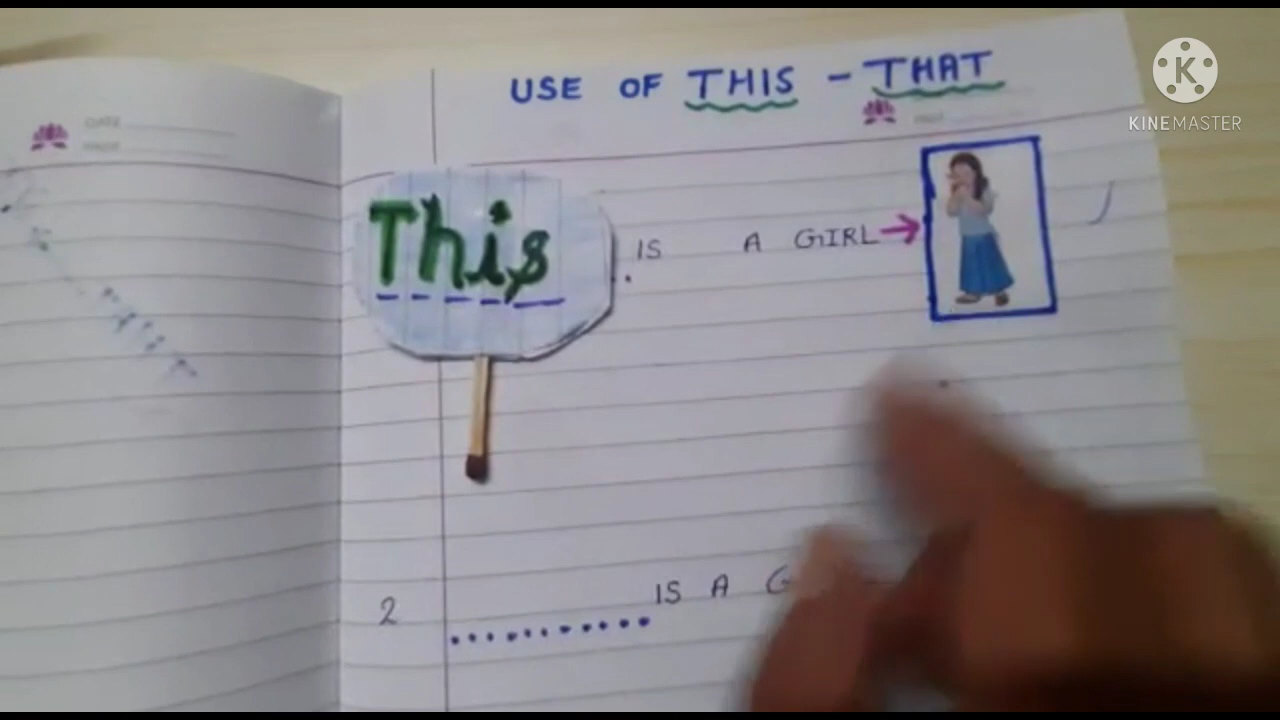 USE OF THIS - THAT
This IS A GIRL
2 .......... IS A G
KINEMASTER